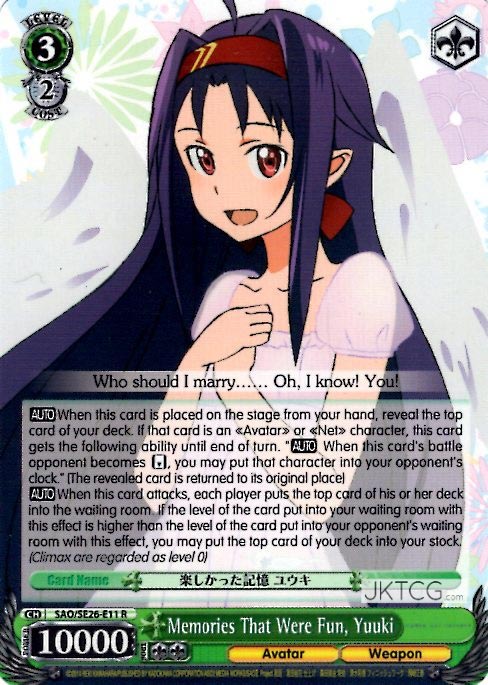 LEVEL
3
2
COST
Who should I marry…… Oh, I know! You!
AUTO When this card is placed on the stage from your hand, reveal the top
card of your deck. If that card is an «Avatar» or «Net» character, this card
gets the following ability until end of turn. "AUTO When this card's battle
opponent becomes , you may put that character into your opponent's
clock." (The revealed card is returned to its original place)
AUTO When this card attacks, each player puts the top card of his or her deck
into the waiting room. If the level of the card put into your waiting room with
this effect is higher than the level of the card put into your opponent's waiting
room with this effect, you may put the top card of your deck into your stock.
(Climax are regarded as level 0)
Card Name
楽しかった記憶 ユウキ
JKTCG.com
CH SAO/SE26-E11 R
POWER
10000
SOUL
Memories That Were Fun, Yuuki
Avatar
Weapon